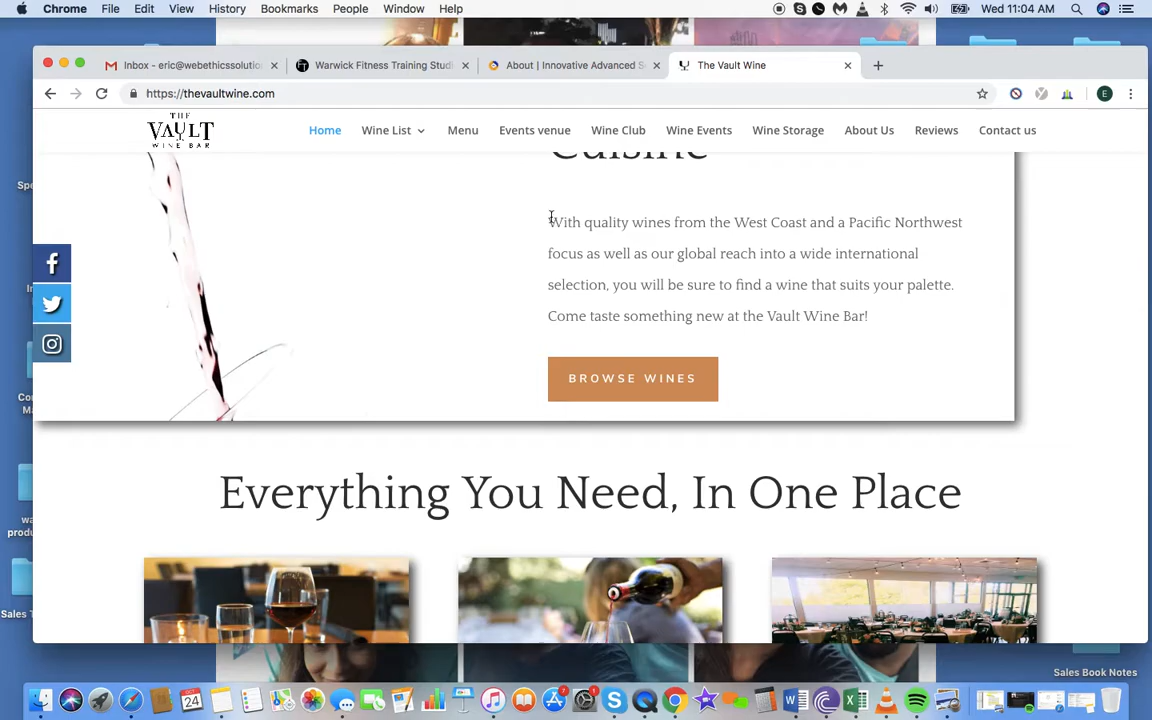 Chrome File Edit View History Bookmarks People Window Help Wed 11:04 AM
Inbox - eric@webethicssolutio Warwick Fitness Training Studi About | Innovative Advanced S The Vault Wine
https://thevaultwine.com E
THE
VAULT
WINE BAR
Home Wine List Menu Events venue Wine Club Wine Events Wine Storage About Us Reviews Contact us
Cuisine
With quality wines from the West Coast and a Pacific Northwest
focus as well as our global reach into a wide international
selection, you will be sure to find a wine that suits your palette.
Come taste something new at the Vault Wine Bar!
BROWSE WINES
Everything You Need, In One Place
Sales T
Sales Book Notes
24
7
1